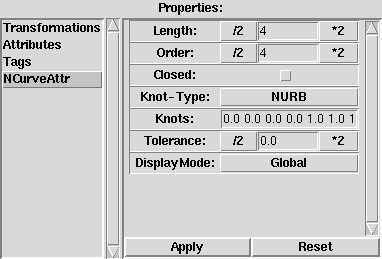 Properties:
Transformations
Attributes
Tags
NCurveAttr
Length: /2 4 *2
Order: /2 4 *2
Closed:
Knot-Type: NURB
Knots: 0.0 0.0 0.0 0.0 1.0 1.0 1
Tolerance: /2 0.0 *2
DisplayMode: Global
Apply Reset